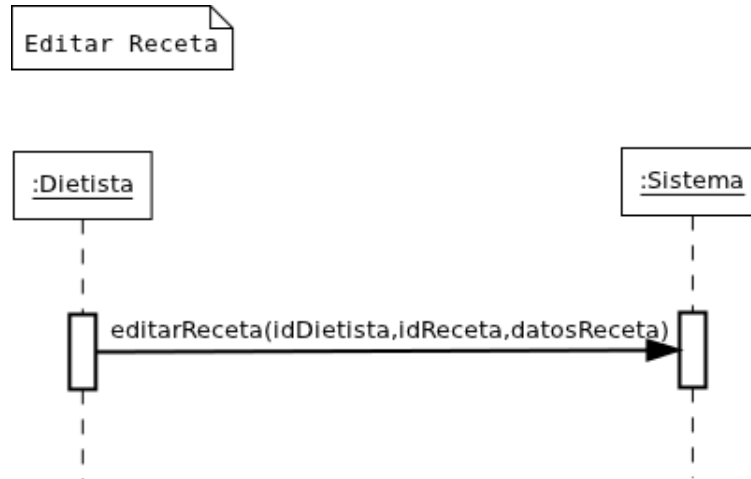 Editar Receta
:Dietista
:Sistema
editarReceta(idDietista,idReceta,datosReceta)